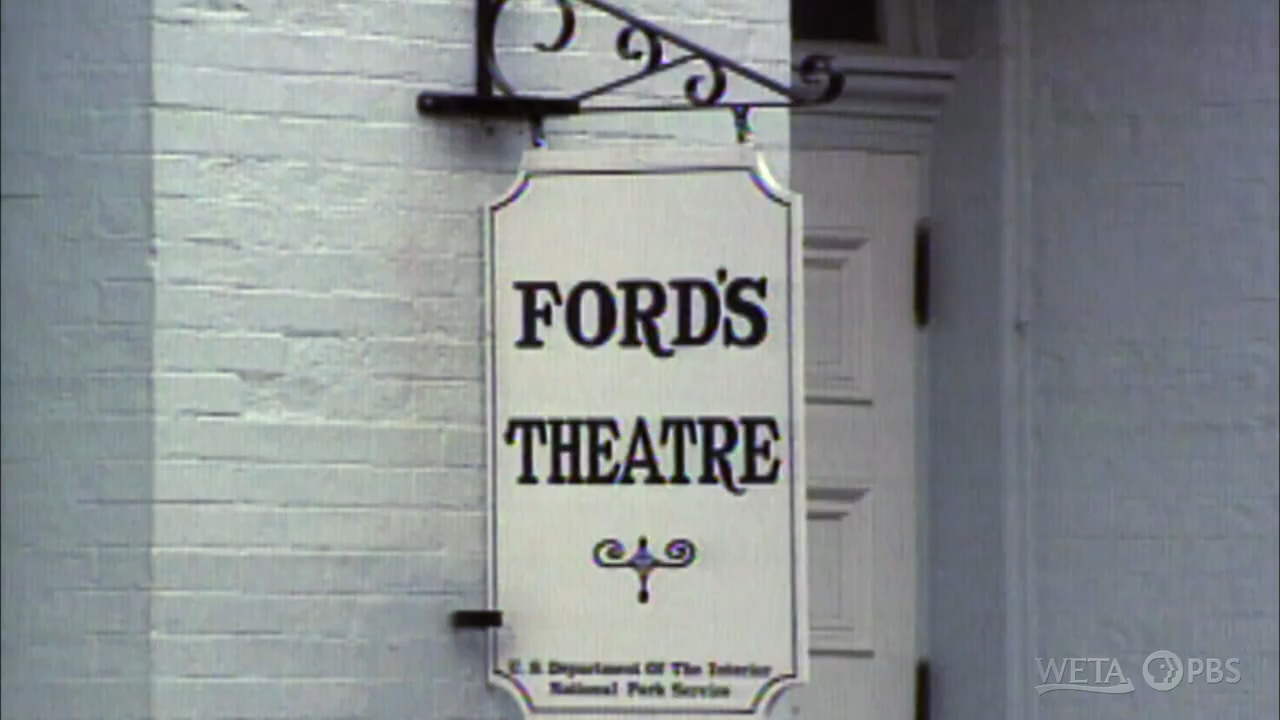 FORD'S
THEATRE
U. S. Department Of The Interior
National Park Service
WETA PBS